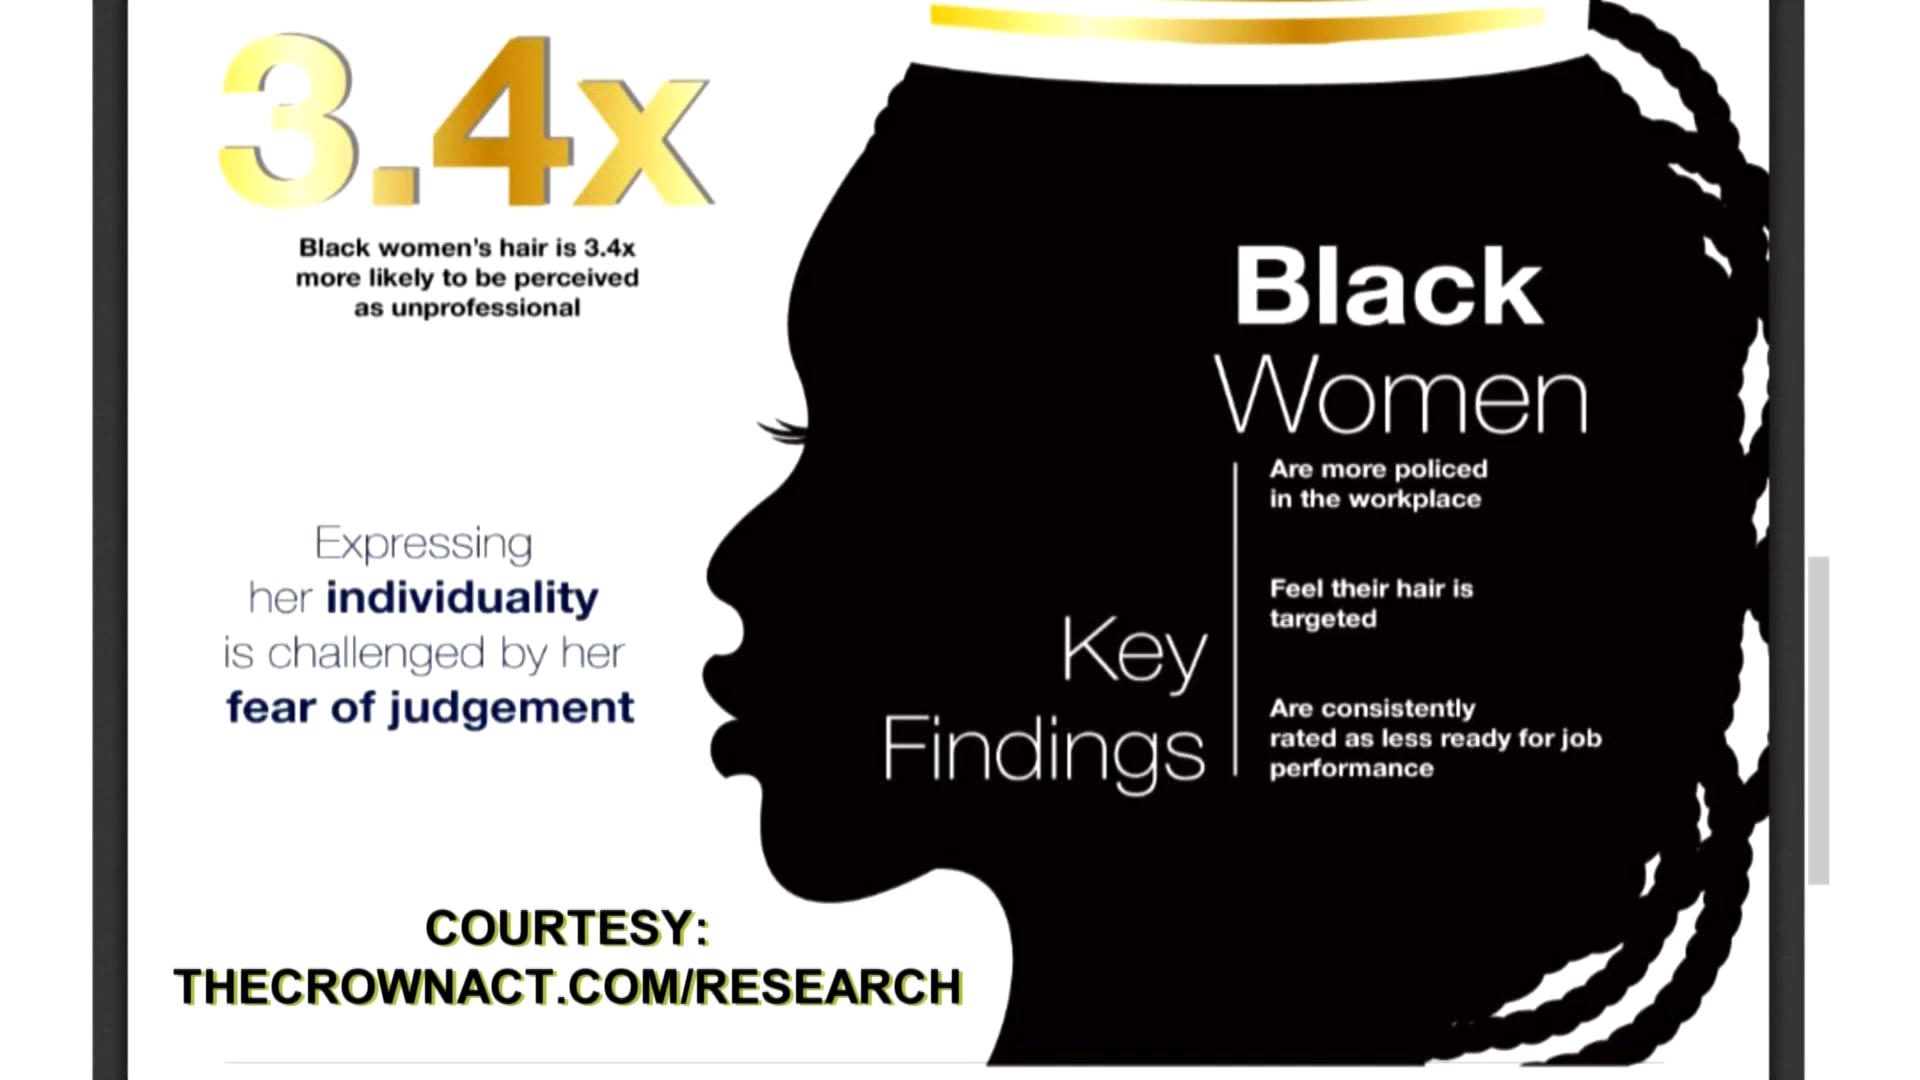 3.4x
Black women's hair is 3.4x
more likely to be perceived
as unprofessional
Expressing
her individuality
is challenged by her
fear of judgement
Black
Women
Key
Findings
Are more policed
in the workplace
Feel their hair is
targeted
Are consistently
rated as less ready for job
performance
COURTESY:
THECROWNACT.COM/RESEARCH